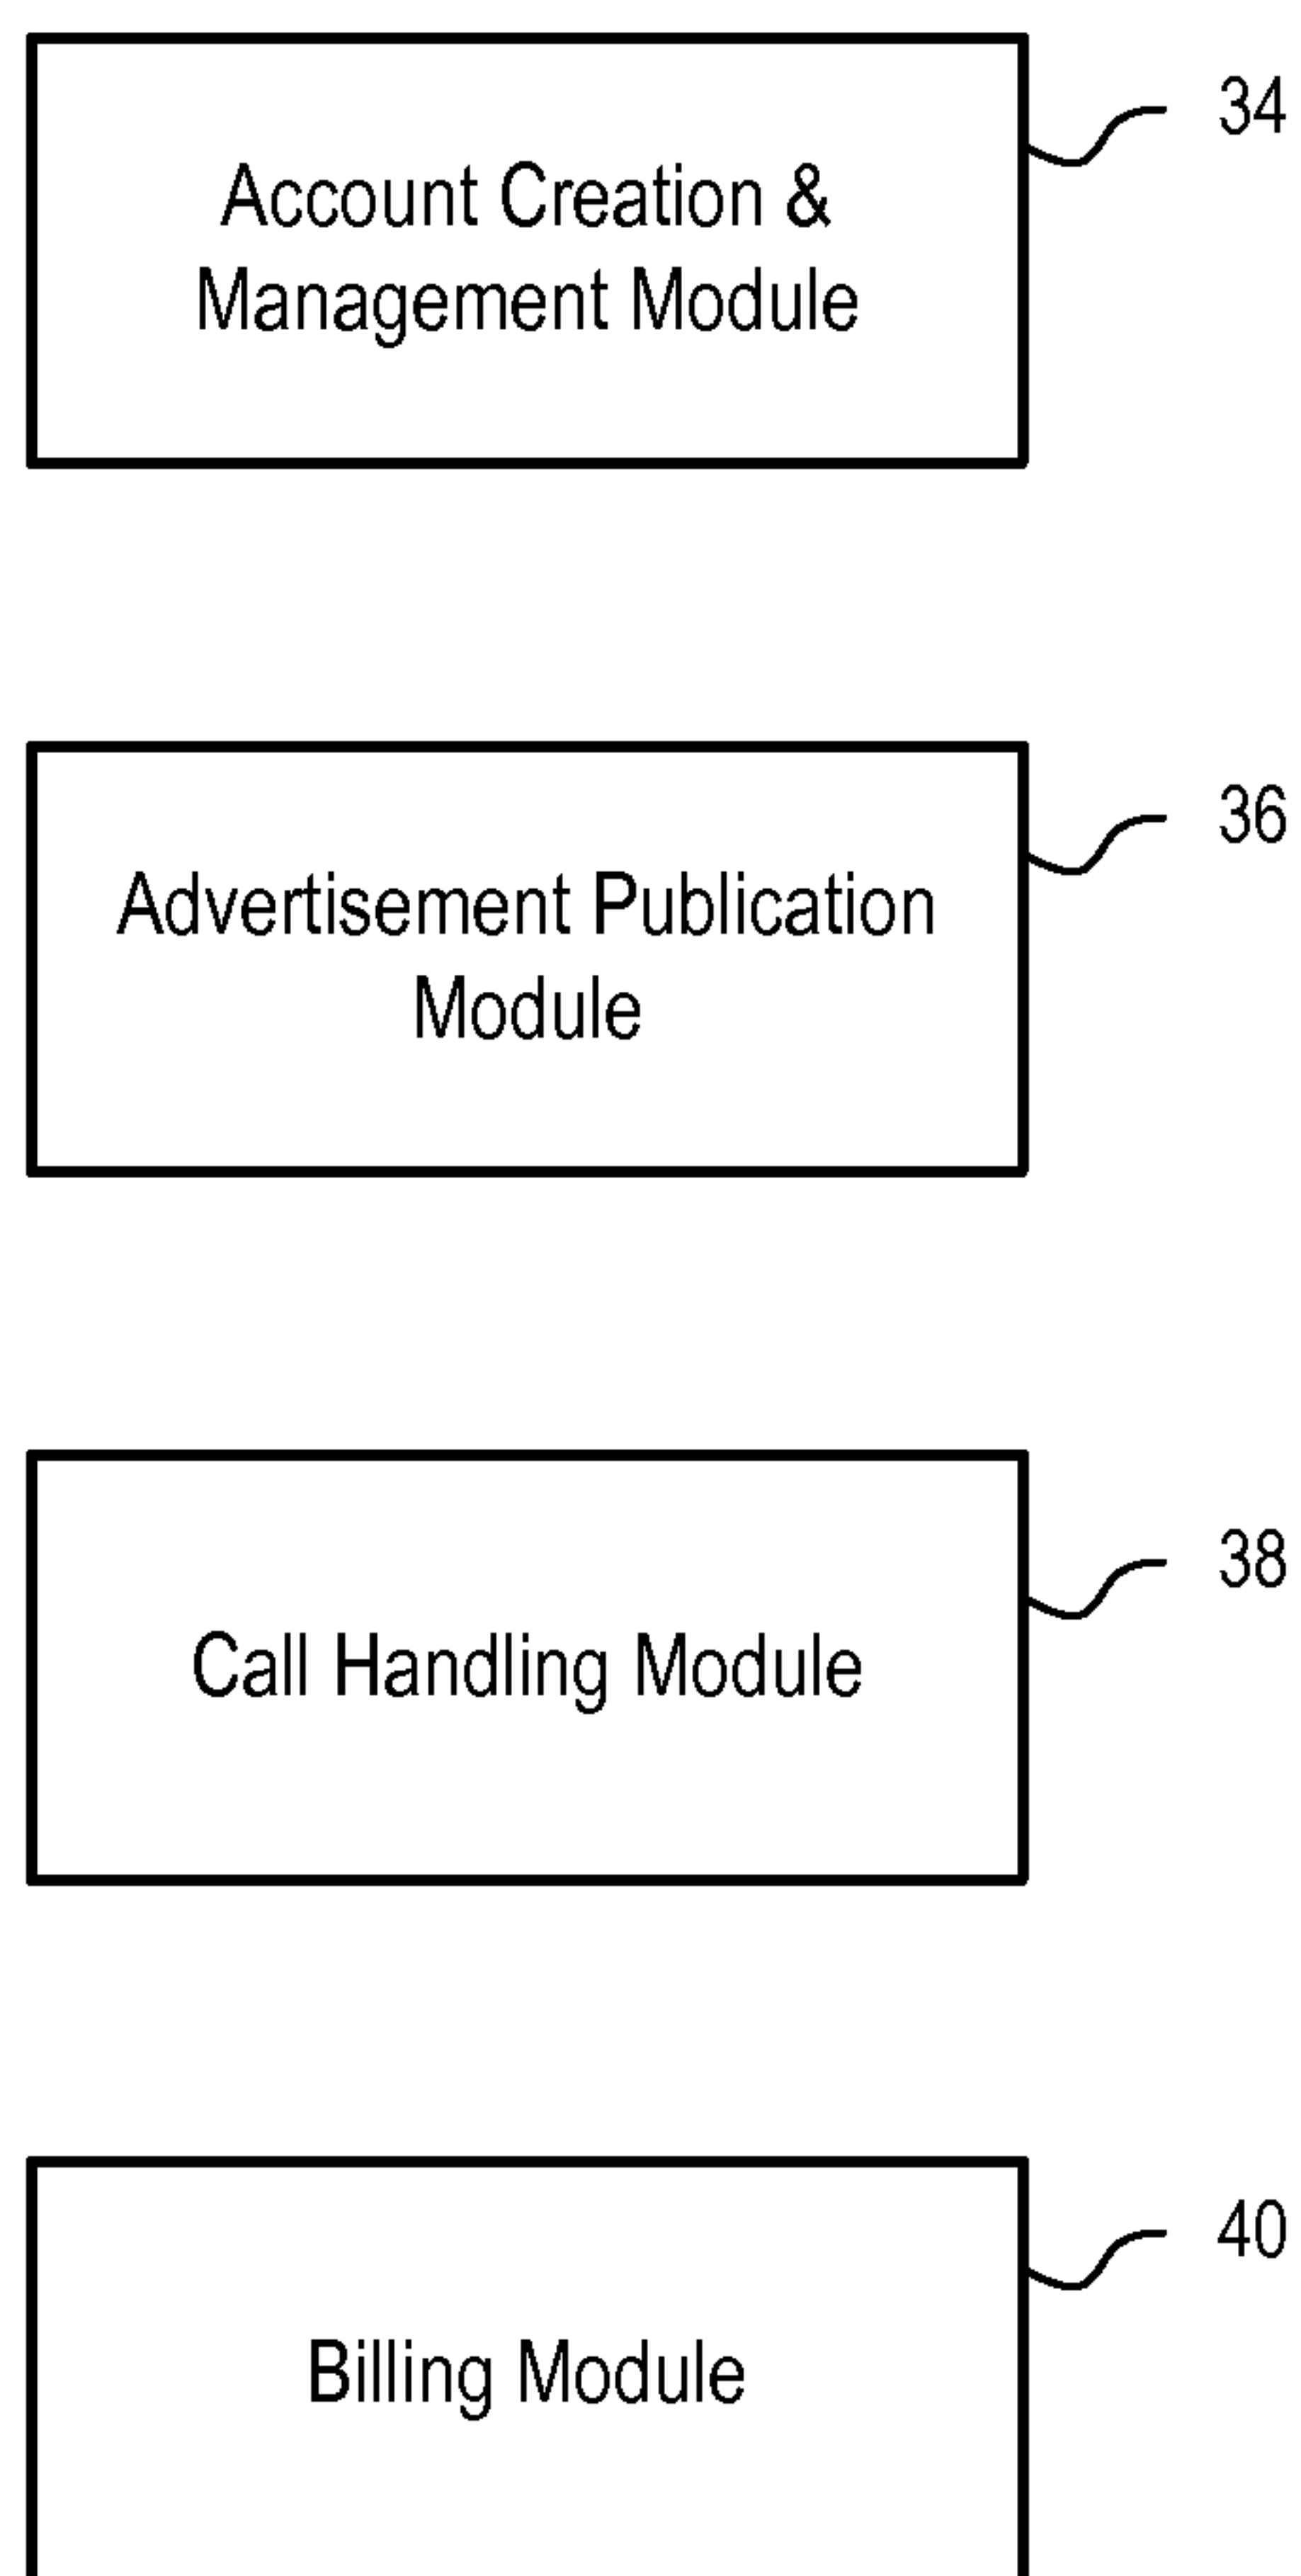 34
Account Creation &
Management Module
36
Advertisement Publication
Module
38
Call Handling Module
40
Billing Module